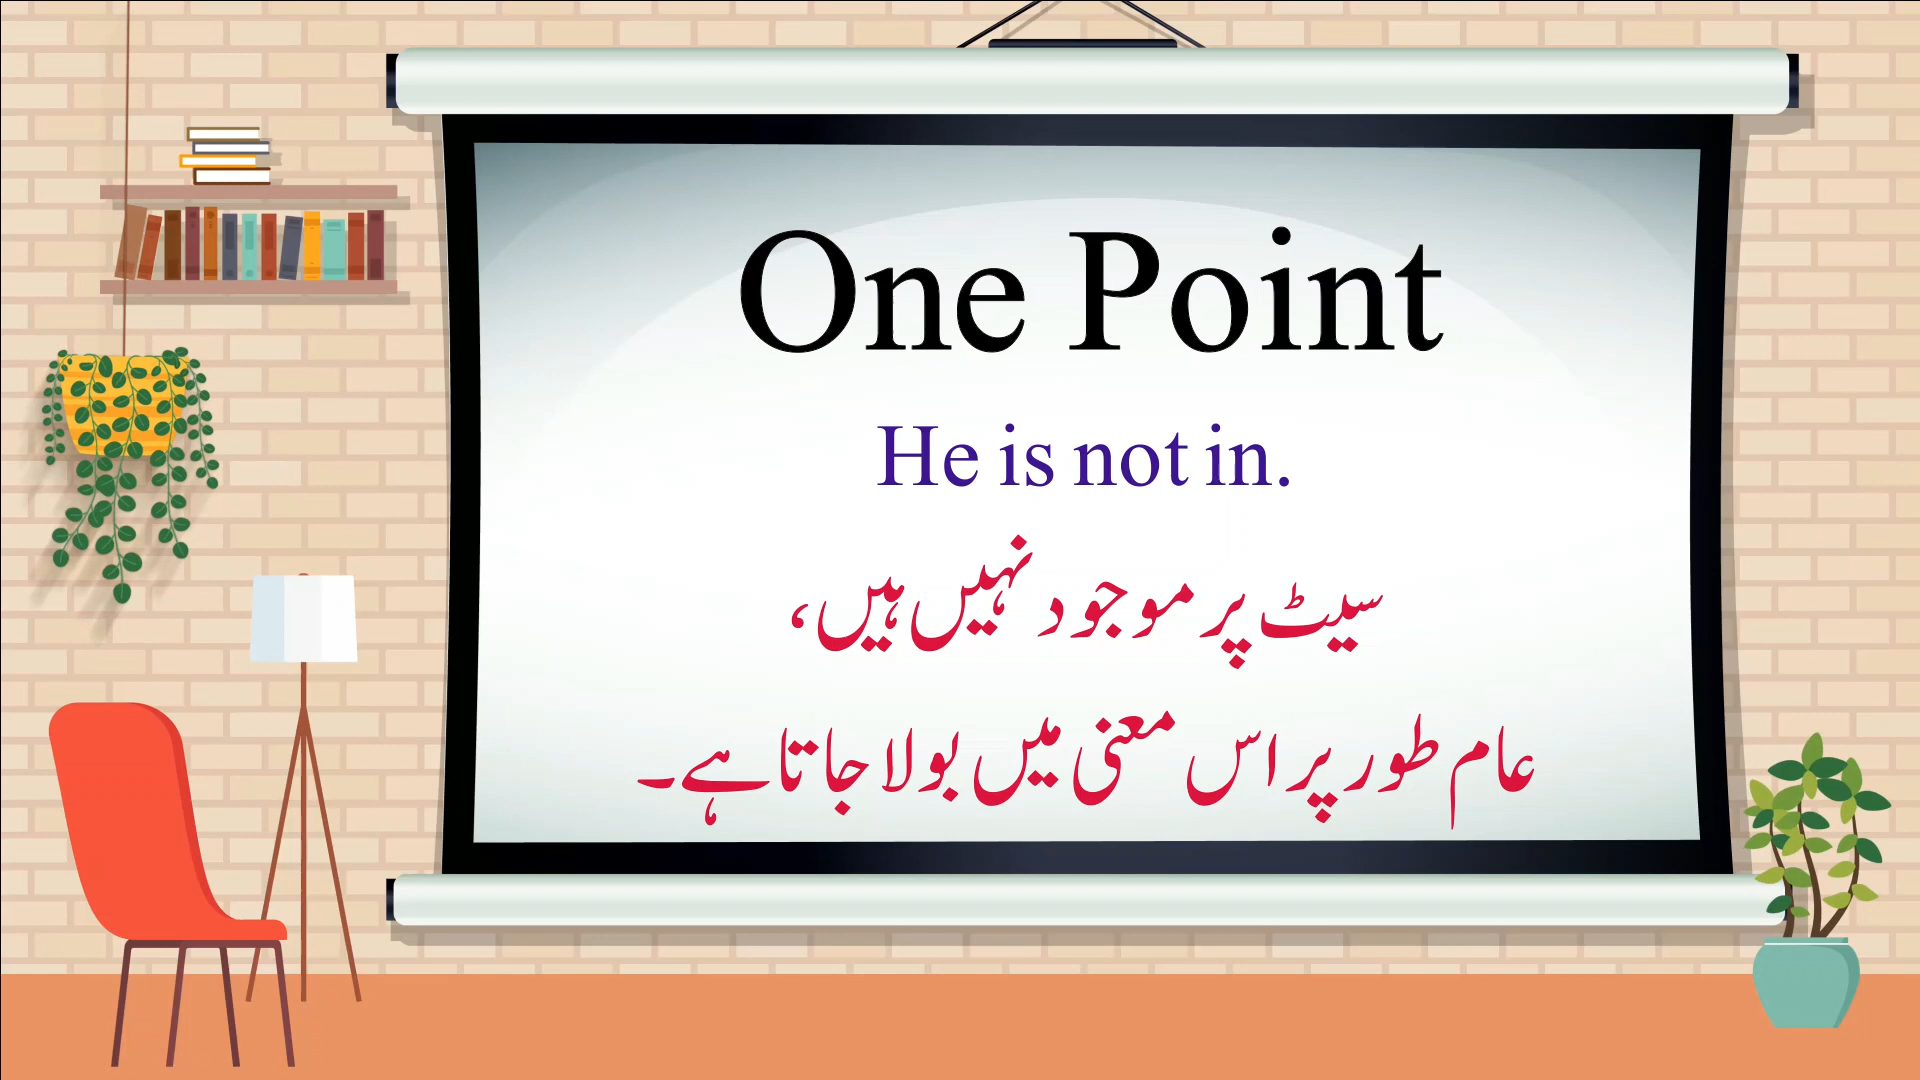 One Point
He is not in.
سیٹ پر موجود نہیں ہیں،
عام طور پر اس معنی میں بولا جاتا ہے۔